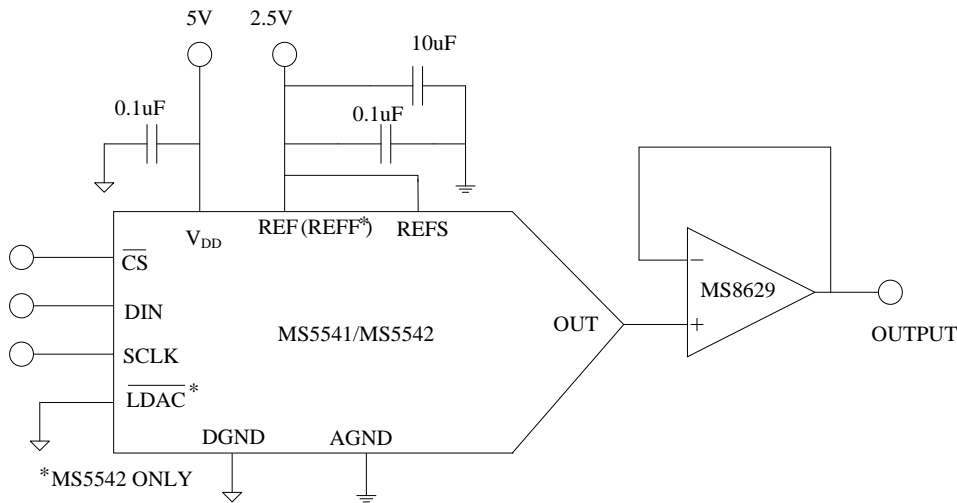 5V
2.5V
10uF
0.1uF
0.1uF
VDD
REF(REFF*)
REFS
CS
DIN
SCLK
LDAC*
MS5541/MS5542
OUT
−
MS8629
+
OUTPUT
DGND
AGND
*MS5542 ONLY